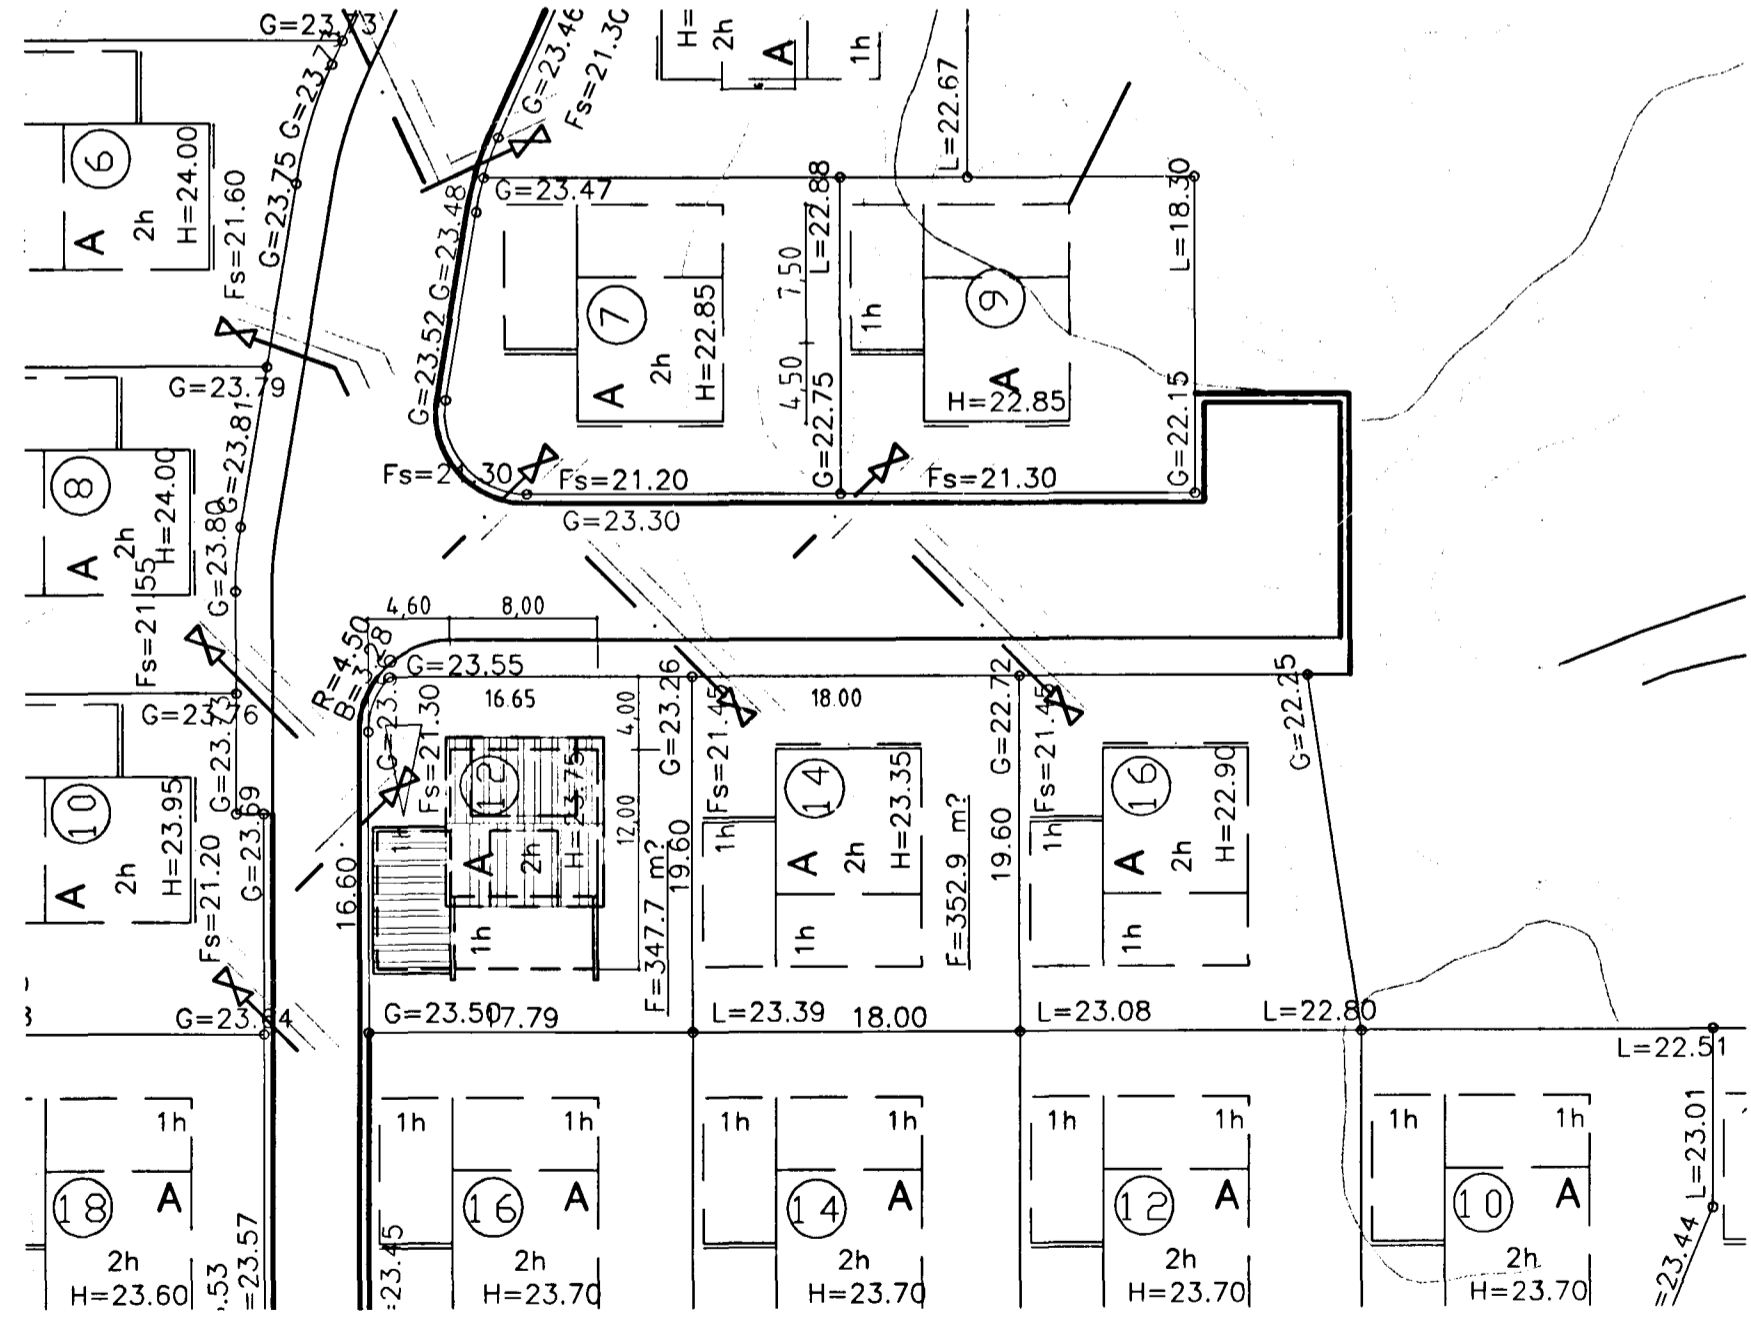 G=23.73
G=23.73
G=23.46
Fs=21.30
H=
2h
A
1h
L=22.67
6
A
2h
H=24.00
G=23.75
Fs=21.60
G=23.47
G=23.48
L=22.88
L=18.30
7
A
2h
H=22.85
7,50
4,50
1h
9
A
H=22.85
G=23.52
G=23.79
G=23.81
G=22.75
G=22.15
Fs=21.30
Fs=21.20
Fs=21.30
G=23.30
8
A
2h
H=24.00
G=23.80
Fs=21.55
4,60
8,00
R=4.50
G=23.55
16.65
G=23.26
18.00
G=22.72
G=22.25
G=23.76
G=23.73
Fs=21.30
4,00
Fs=21.45
Fs=21.45
10
A
2h
H=23.95
G=23.69
Fs=21.20
12
A
2h
H=23.75
1h
1h
12,00
16.60
F=347.7 m?
19.60
14
A
2h
H=23.35
1h
1h
F=352.9 m?
19.60
16
A
2h
H=22.90
1h
1h
G=23.50
17.79
L=23.39
18.00
L=23.08
L=22.80
L=22.51
L=23.01
1h
18
A
2h
H=23.60
G=23.57
.53
=23.45
1h
1h
16
A
2h
H=23.70
1h
1h
14
A
2h
H=23.70
1h
1h
12
A
2h
H=23.70
1h
1h
10
A
2h
H=23.70
=23.44